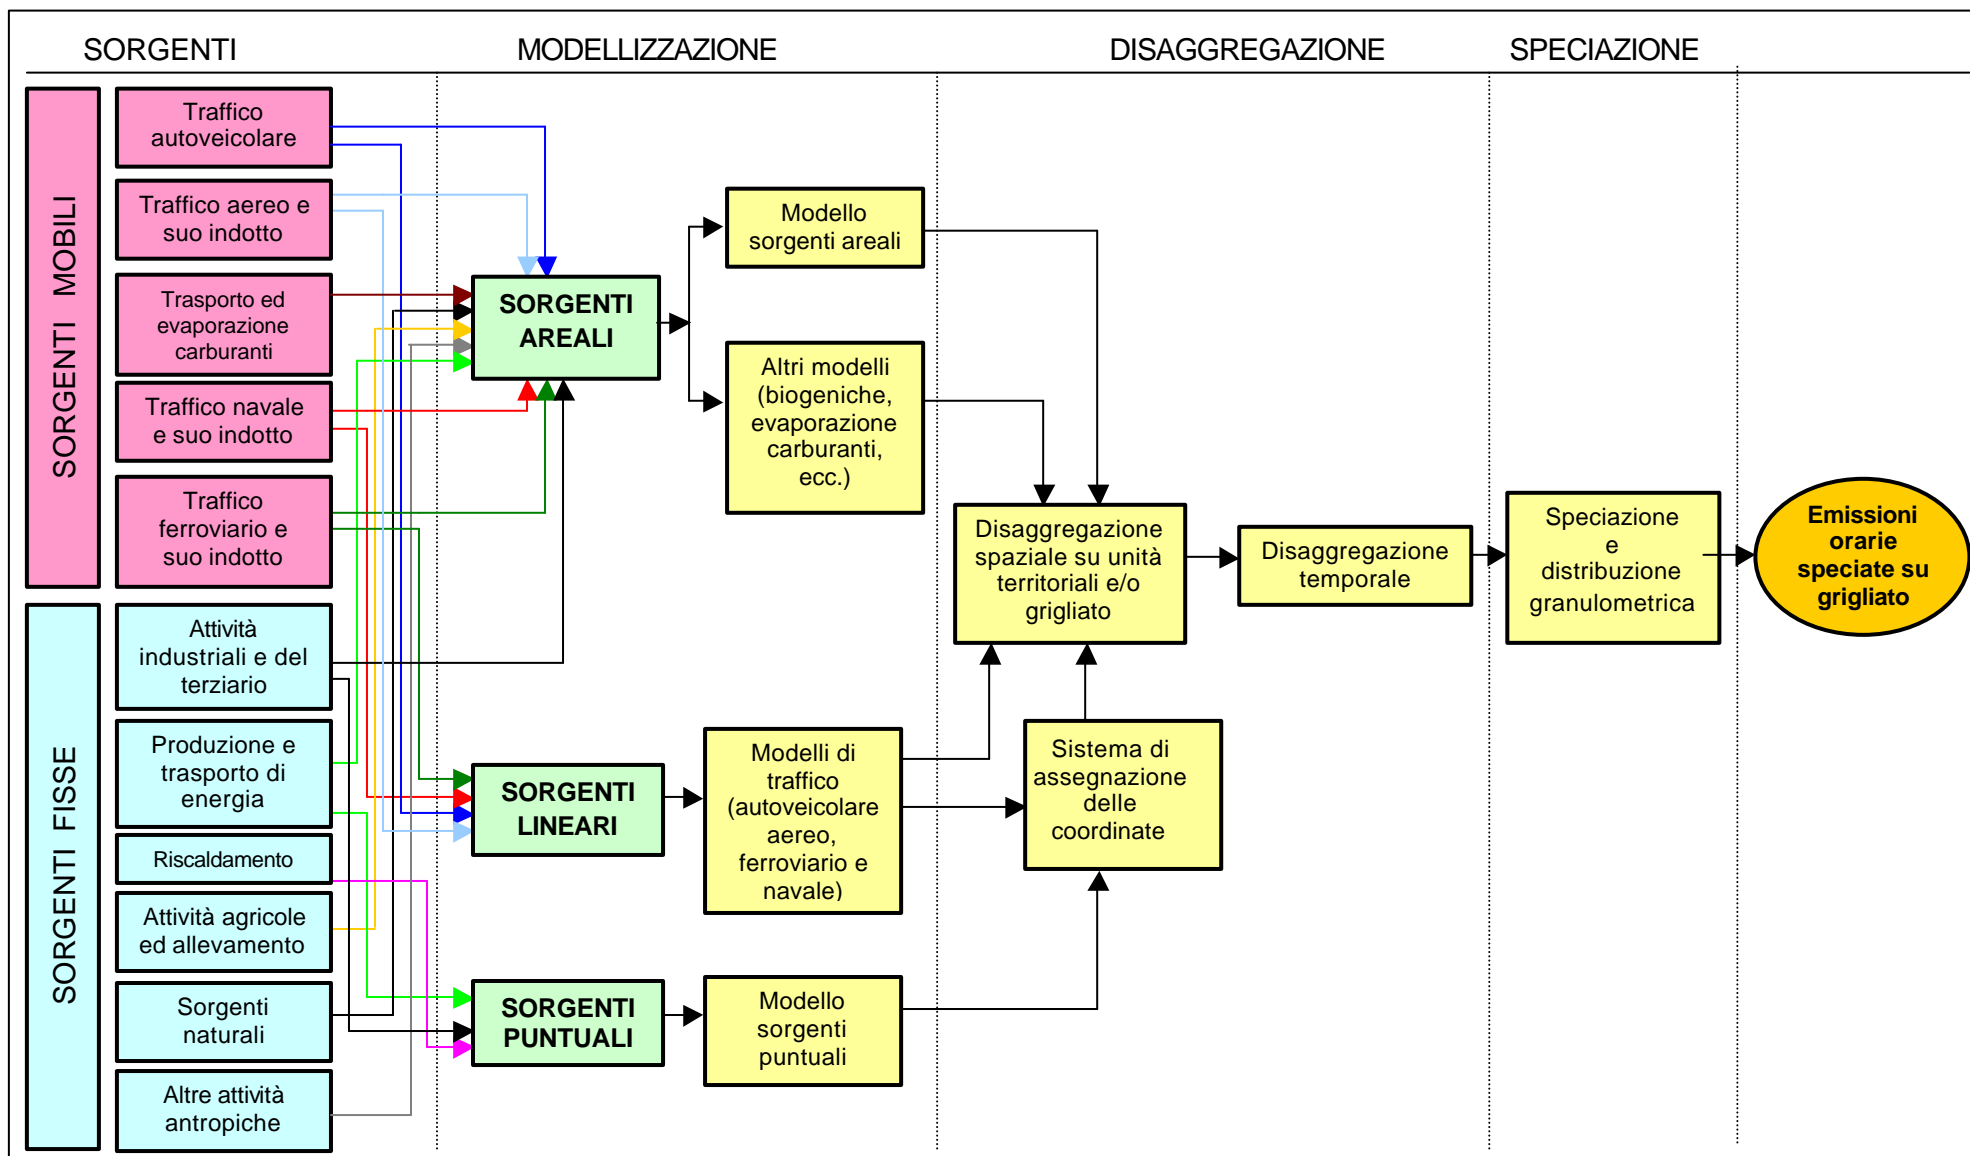 SORGENTI
MODELLIZZAZIONE
DISAGGREGAZIONE
SPECIAZIONE
SORGENTI MOBILI
Traffico
autoveicolare
Traffico aereo e
suo indotto
Trasporto ed
evaporazione
carburanti
Traffico navale
e suo indotto
Traffico
ferroviario e
suo indotto
SORGENTI FISSE
Attività
industriali e del
terziario
Produzione e
trasporto di
energia
Riscaldamento
Attività agricole
ed allevamento
Sorgenti
naturali
Altre attività
antropiche
SORGENTI
AREALI
SORGENTI
LINEARI
SORGENTI
PUNTUALI
Modello
sorgenti areali
Altri modelli
(biogeniche,
evaporazione
carburanti,
ecc.)
Modelli di
traffico
(autoveicolare
aereo,
ferroviario e
navale)
Modello
sorgenti
puntuali
Disaggregazione
spaziale su unità
territoriali e/o
grigliato
Sistema di
assegnazione
delle
coordinate
Disaggregazione
temporale
Speciazione
e
distribuzione
granulometrica
Emissioni
orarie
speciate su
grigliato